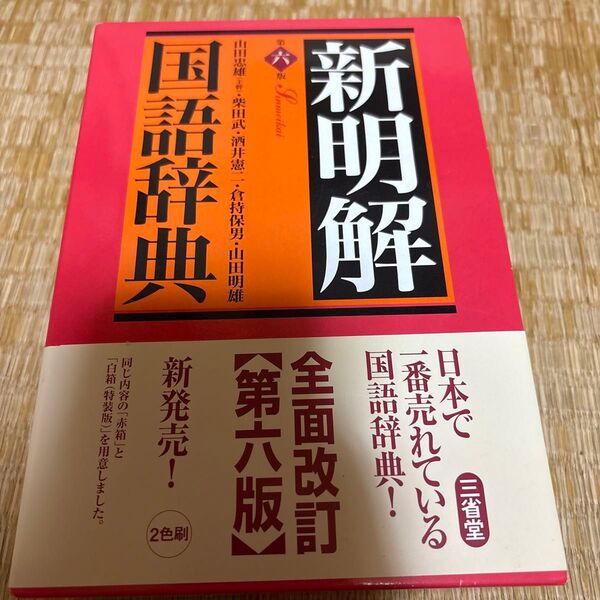 新明解
国語辞典
第六版
Sinmeikai
山田忠雄(主幹)・柴田武・酒井憲二・倉持保男・山田明雄
日本で
一番売れている
国語辞典!
三省堂
全面改訂
【第六版】
新発売!
同じ内容の「赤箱」と
「白箱(特装版)」を用意しました。
2色刷